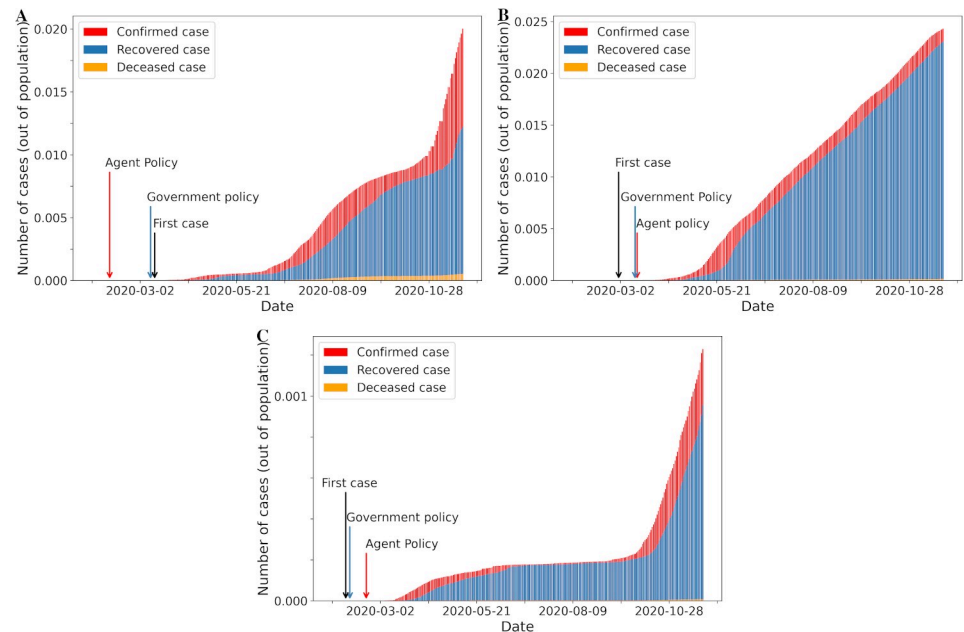 A
Number of cases (out of population)
0.020
0.015
0.010
0.005
0.000
Confirmed case
Recovered case
Deceased case
Agent Policy
Government policy
First case
2020-03-02 2020-05-21 2020-08-09 2020-10-28
Date
B
Number of cases (out of population)
0.025
0.020
0.015
0.010
0.005
0.000
Confirmed case
Recovered case
Deceased case
First case
Government Policy
Agent policy
2020-03-02 2020-05-21 2020-08-09 2020-10-28
Date
C
Number of cases (out of population)
0.001
0.000
Confirmed case
Recovered case
Deceased case
First case
Government policy
Agent Policy
2020-03-02 2020-05-21 2020-08-09 2020-10-28
Date